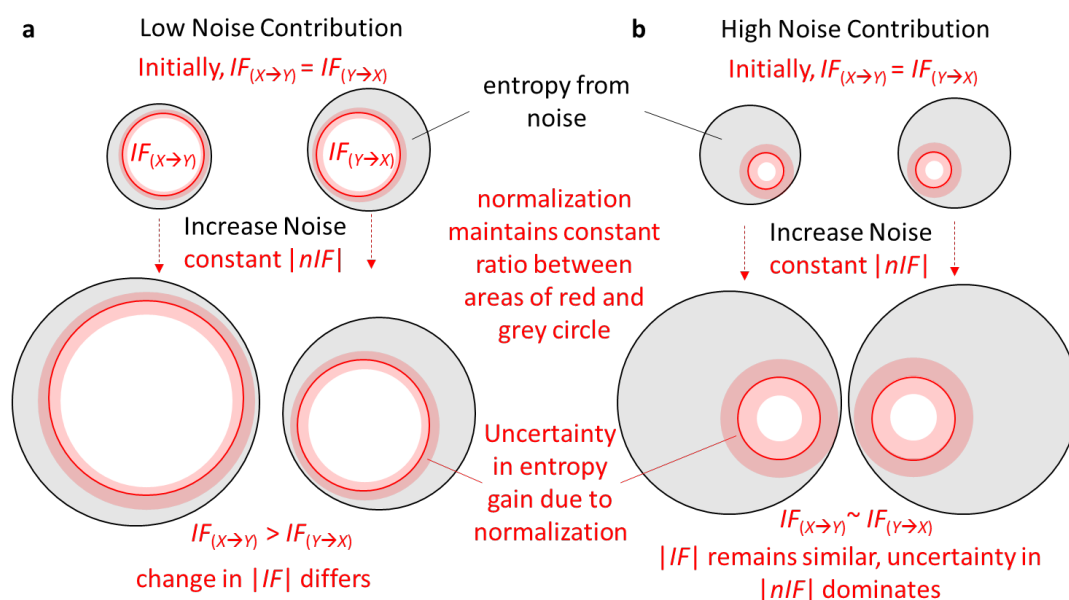 a
Low Noise Contribution
Initially, IF(X→Y) = IF(Y→X)
IF(X→Y)
IF(Y→X)
Increase Noise
constant |nIF|
IF(X→Y) > IF(Y→X)
change in |IF| differs
entropy from
noise
normalization
maintains constant
ratio between
areas of red and
grey circle
Uncertainty
in entropy
gain due to
normalization
b
High Noise Contribution
Initially, IF(X→Y) = IF(Y→X)
Increase Noise
constant |nIF|
IF(X→Y) ~ IF(Y→X)
|IF| remains similar, uncertainty in
|nIF| dominates